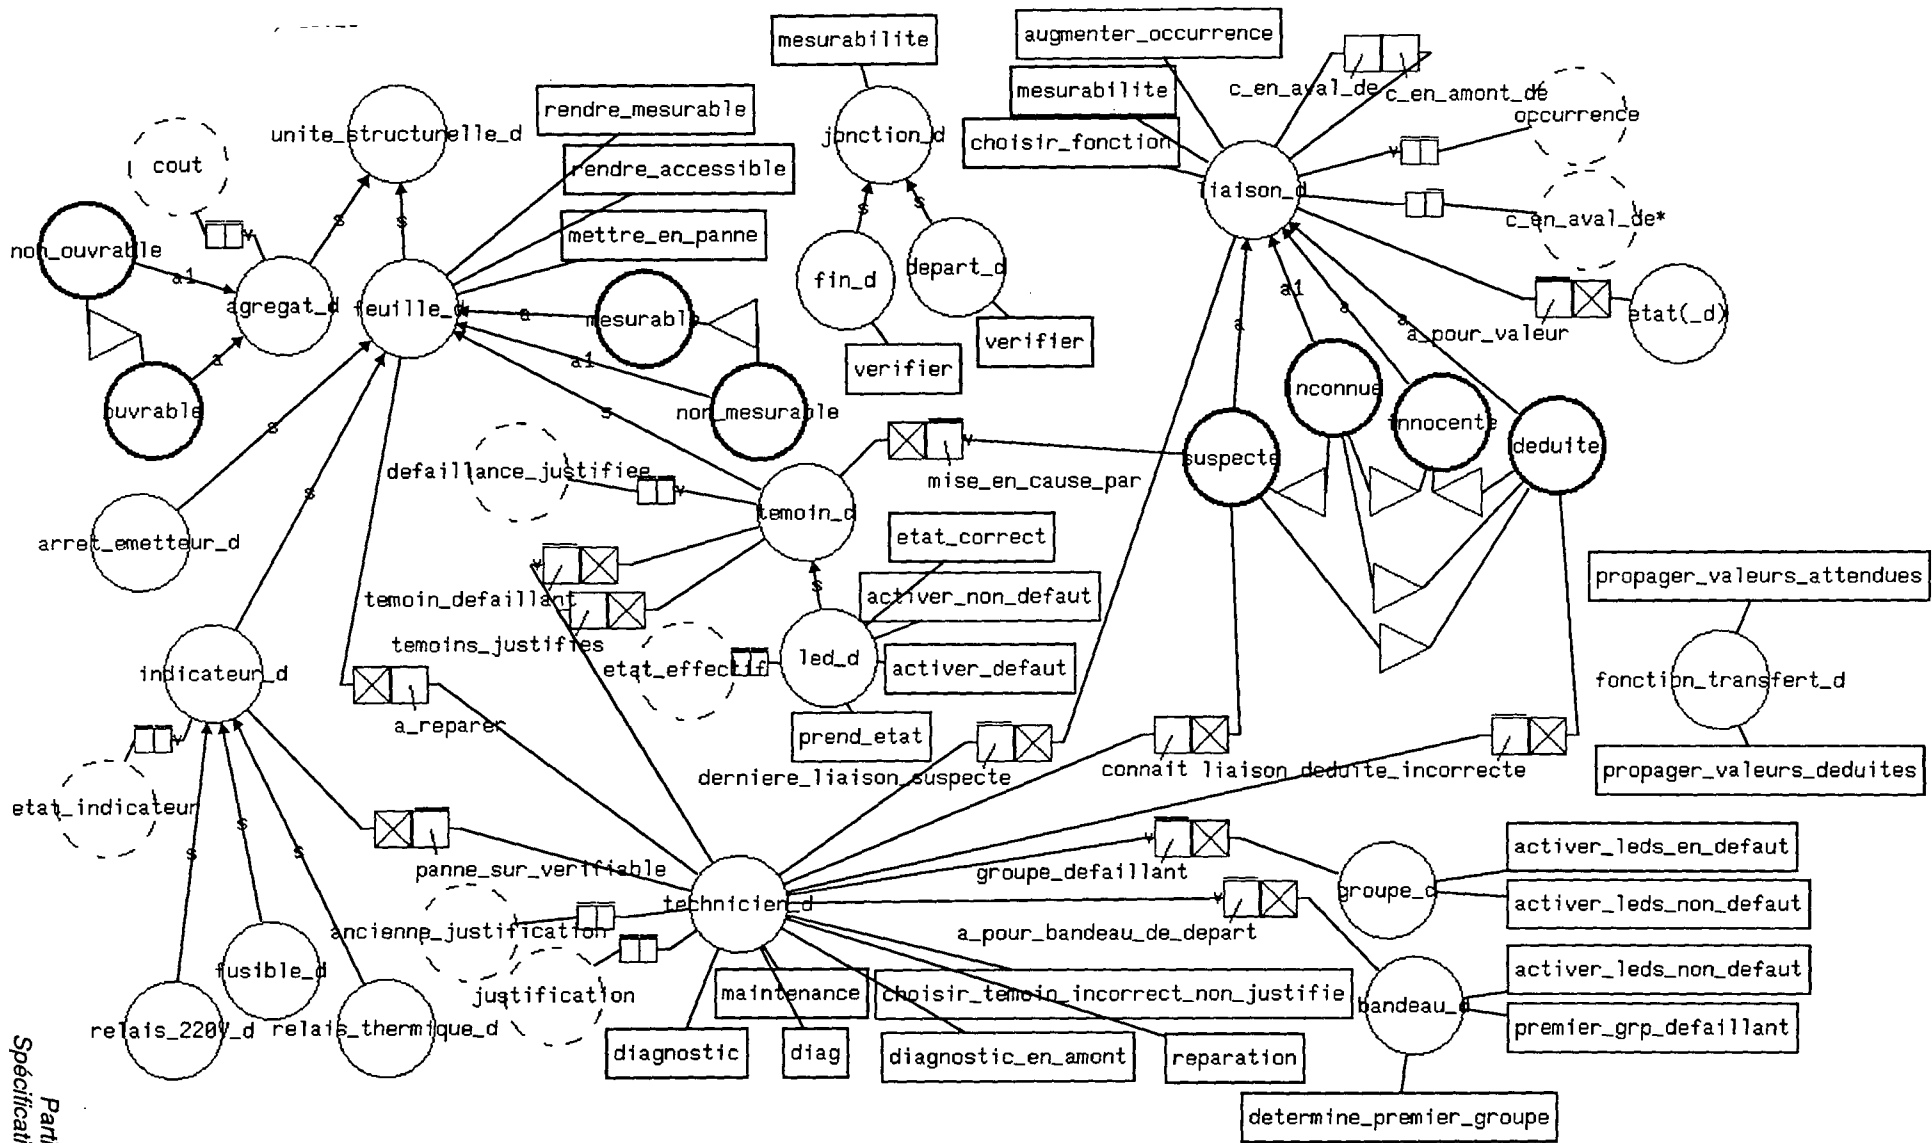 mesurabilite
augmenter_occurrence
mesurabilite
choisir_fonction
c_en_aval_de
c_en_amont_de
occurrence
rendre_mesurable
rendre_accessible
mettre_en_panne
unite_structurelle_d
cout
jonction_d
liaison_d
v
c_en_aval_de*
s
s
s
s
non_ouvrable
a1
v
agregat_d
feuille_d
a
mesurable
fin_d
depart_d
a1
a
a
a
a_pour_valeur
etat(_d)
verifier
verifier
a
a1
ouvrable
non_mesurable
s
s
inconnue
innocente
deduite
suspecte
defaillance_justifiee
v
v
mise_en_cause_par
s
temoin_d
arret_emetteur_d
etat_correct
v
temoin_defaillant
s
activer_non_defaut
propager_valeurs_attendues
temoins_justifies
indicateur_d
etat_effectif
led_d
activer_defaut
fonction_transfert_d
a_reparer
prend_etat
v
derniere_liaison_suspecte
connait
liaison_deduite_incorrecte
propager_valeurs_deduites
etat_indicateur
s
s
s
panne_sur_verifiable
v
groupe_defaillant
activer_leds_en_defaut
groupe_d
activer_leds_non_defaut
technicien_d
v
ancienne_justification
a_pour_bandeau_de_depart
fusible_d
justification
maintenance
choisir_temoin_incorrect_non_justifie
bandeau_d
activer_leds_non_defaut
premier_grp_defaillant
relais_220V_d
relais_thermique_d
diagnostic
diag
diagnostic_en_amont
reparation
determine_premier_groupe
Parti
Spécificati